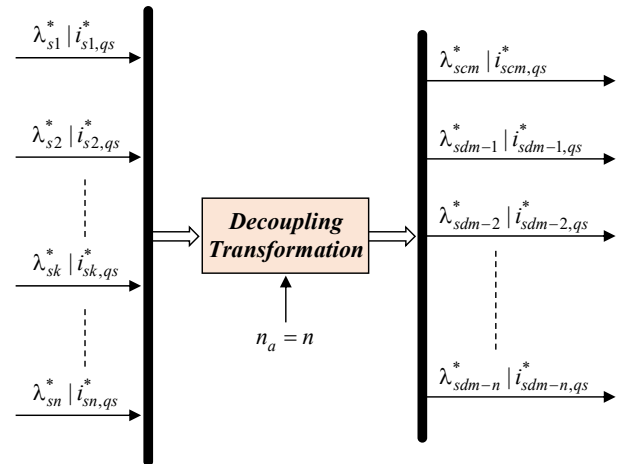 λ*s1 | i*s1,qs
λ*s2 | i*s2,qs
λ*sk | i*sk,qs
λ*sn | i*sn,qs
Decoupling
Transformation
nₐ = n
λ*scm | i*scm,qs
λ*sdm−1 | i*sdm−1,qs
λ*sdm−2 | i*sdm−2,qs
λ*sdm−n | i*sdm−n,qs